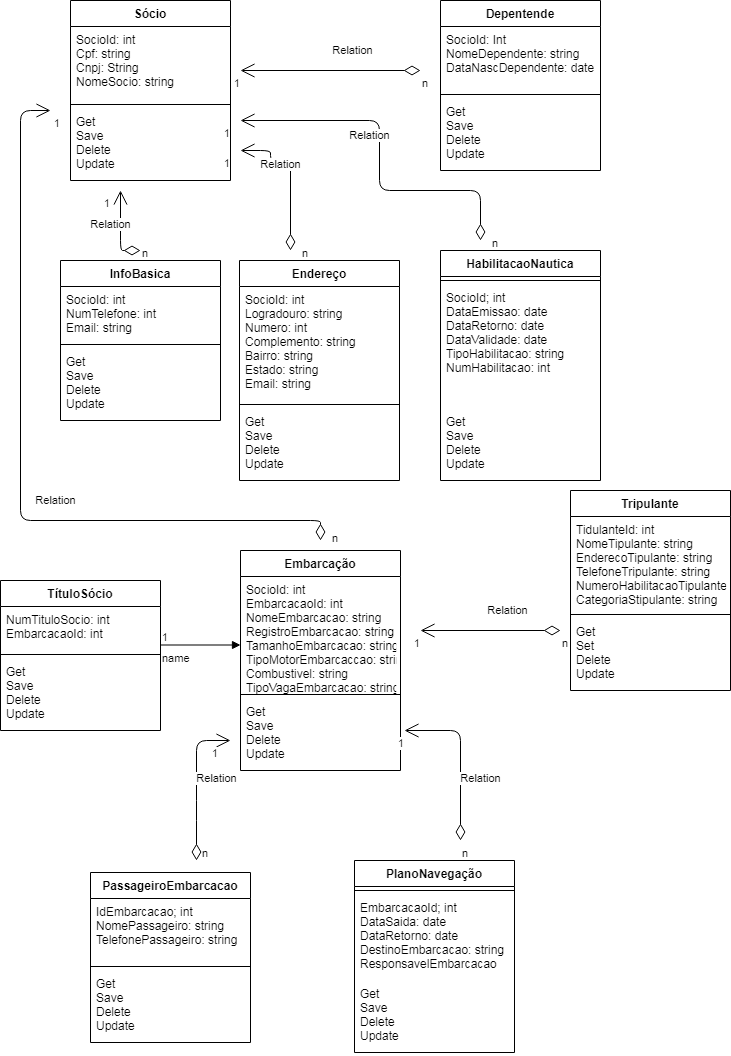 Sócio
SocioId: int
Cpf: string
Cnpj: String
NomeSocio: string
Get
Save
Delete
Update
Depentende
SocioId: Int
NomeDependente: string
DataNascDependente: date
Get
Save
Delete
Update
Relation
1
n
1
Relation
n
1
Relation
n
1
Relation
n
1
Relation
n
InfoBasica
SocioId: int
NumTelefone: int
Email: string
Get
Save
Delete
Update
Endereço
SocioId: int
Logradouro: string
Numero: int
Complemento: string
Bairro: string
Estado: string
Email: string
Get
Save
Delete
Update
HabilitacaoNautica
SocioId; int
DataEmissao: date
DataRetorno: date
DataValidade: date
TipoHabilitacao: string
NumHabilitacao: int
Get
Save
Delete
Update
Tripulante
TidulanteId: int
NomeTipulante: string
EnderecoTipulante: string
TelefoneTripulante: string
NumeroHabilitacaoTipulante
CategoriaStipulante: string
Get
Set
Delete
Update
Embarcação
SocioId: int
EmbarcacaoId: int
NomeEmbarcacao: string
RegistroEmbarcacao: string
TamanhoEmbarcacao: string
TipoMotorEmbarcaccao: stri
Combustivel: string
TipoVagaEmbarcacao: string
Get
Save
Delete
Update
TítuloSócio
NumTituloSocio: int
EmbarcacaoId: int
Get
Save
Delete
Update
1
name
Relation
1
n
1
Relation
n
1
Relation
n
PassageiroEmbarcacao
IdEmbarcacao; int
NomePassageiro: string
TelefonePassageiro: string
Get
Save
Delete
Update
PlanoNavegação
EmbarcacaoId; int
DataSaida: date
DataRetorno: date
DestinoEmbarcacao: string
ResponsavelEmbarcacao
Get
Save
Delete
Update